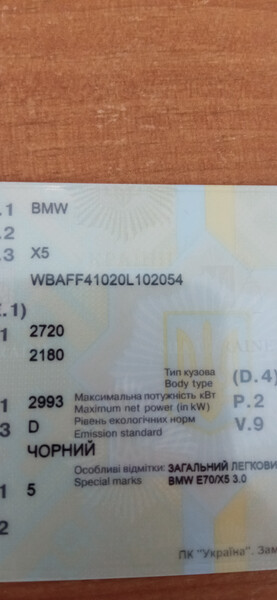 .1 BMW
.2
.3 X5
WBAFF41020L102054
.1)
1 2720
2180
Тип кузова (D.4)
Body type
1 2993 Максимальна потужність кВт P.2
Maximum net power (in kW)
3 D Рівень екологічних норм V.9
Emission standard
ЧОРНИЙ
Особливі відмітки: ЗАГАЛЬНИЙ ЛЕГКОВИ
Special marks BMW E70/X5 3.0
1 5
2
ПК "Україна". Зам